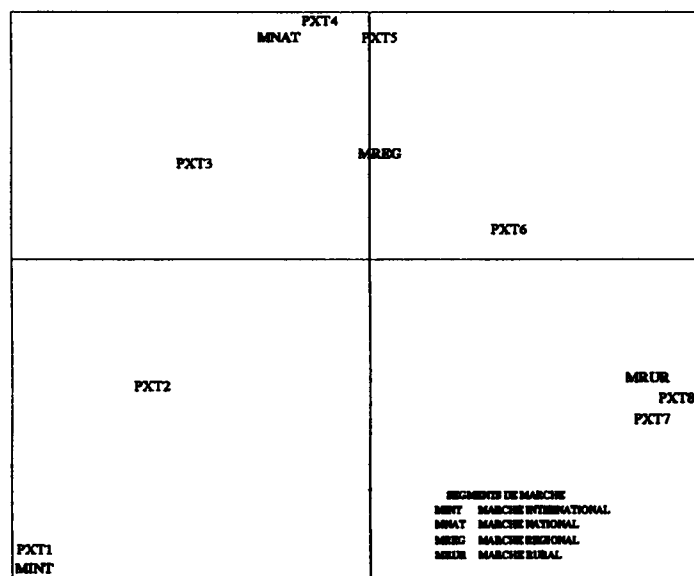 PXT4
MNAT PXT5
MREG
PXT3
PXT6
MRUR
PXT2
PXT8
PXT7
SEGMENTS DE MARCHE
MINT MARCHE INTERNATIONAL
MNAT MARCHE NATIONAL
MREG MARCHE REGIONAL
MRUR MARCHE RURAL
PXT1
MINT